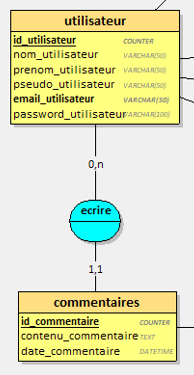 utilisateur
id_utilisateur COUNTER
nom_utilisateur VARCHAR(50)
prenom_utilisateur VARCHAR(50)
pseudo_utilisateur VARCHAR(50)
email_utilisateur VARCHAR(50)
password_utilisateur VARCHAR(100)
0,n
ecrire
1,1
commentaires
id_commentaire COUNTER
contenu_commentaire TEXT
date_commentaire DATETIME